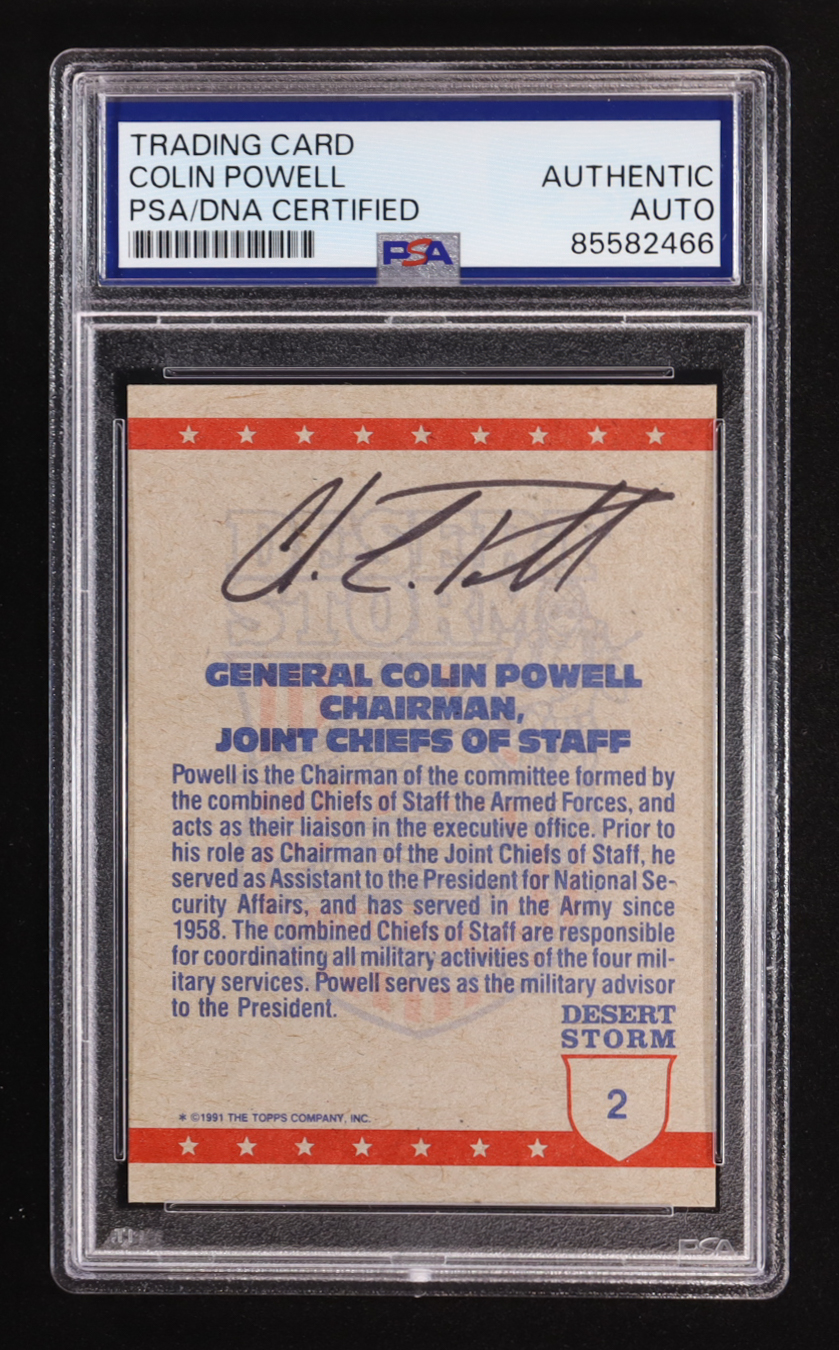 TRADING CARD
COLIN POWELL
PSA/DNA CERTIFIED
AUTHENTIC
AUTO
85582466
PSA
DESERT
STORM
GENERAL COLIN POWELL
CHAIRMAN,
JOINT CHIEFS OF STAFF
Powell is the Chairman of the committee formed by
the combined Chiefs of Staff the Armed Forces, and
acts as their liaison in the executive office. Prior to
his role as Chairman of the Joint Chiefs of Staff, he
served as Assistant to the President for National Se-
curity Affairs, and has served in the Army since
1958. The combined Chiefs of Staff are responsible
for coordinating all military activities of the four mil-
itary services. Powell serves as the military advisor
to the President.
DESERT
STORM
2
* ©1991 THE TOPPS COMPANY, INC.
PSA